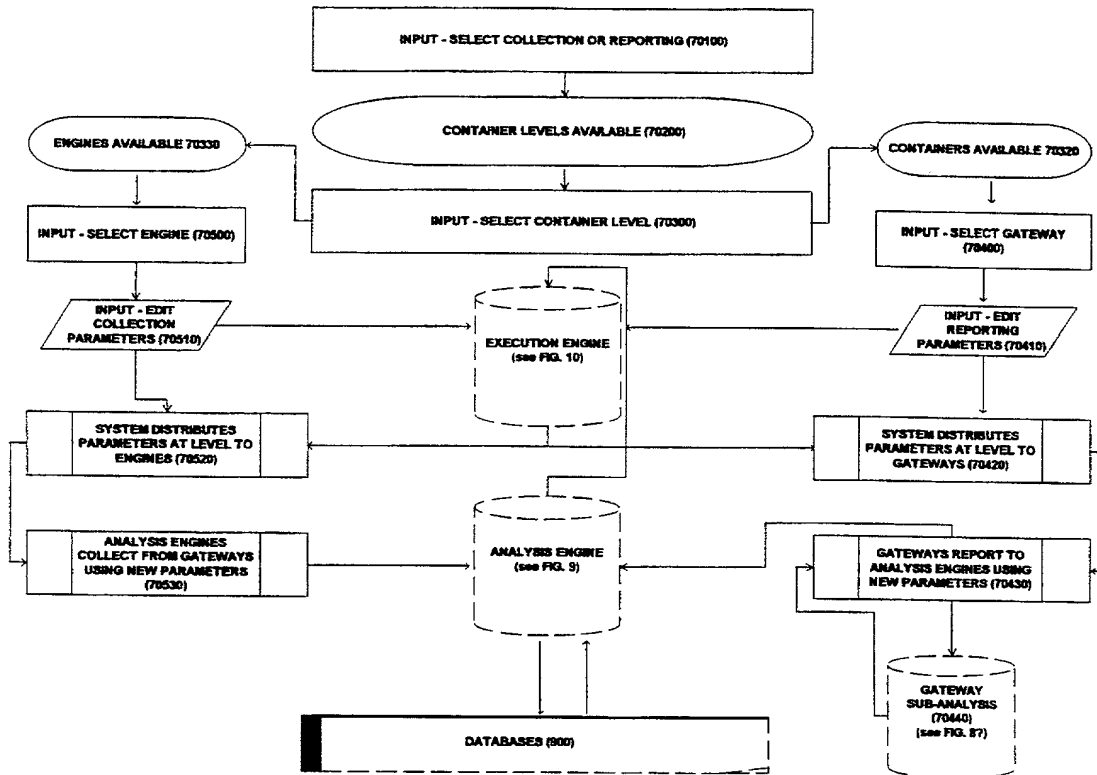 INPUT - SELECT COLLECTION OR REPORTING (70100)
CONTAINER LEVELS AVAILABLE (70200)
ENGINES AVAILABLE 70330
CONTAINERS AVAILABLE 70320
INPUT - SELECT CONTAINER LEVEL (70300)
INPUT - SELECT ENGINE (70500)
INPUT - SELECT GATEWAY
(70400)
INPUT - EDIT
COLLECTION
PARAMETERS (70510)
EXECUTION ENGINE
(see FIG. 10)
INPUT - EDIT
REPORTING
PARAMETERS (70410)
SYSTEM DISTRIBUTES
PARAMETERS AT LEVEL TO
ENGINES (70520)
SYSTEM DISTRIBUTES
PARAMETERS AT LEVEL TO
GATEWAYS (70420)
ANALYSIS ENGINES
COLLECT FROM GATEWAYS
USING NEW PARAMETERS
(70530)
ANALYSIS ENGINE
(see FIG. 9)
GATEWAYS REPORT TO
ANALYSIS ENGINES USING
NEW PARAMETERS (70430)
GATEWAY
SUB-ANALYSIS
(70440)
(see FIG. 8?)
DATABASES (900)